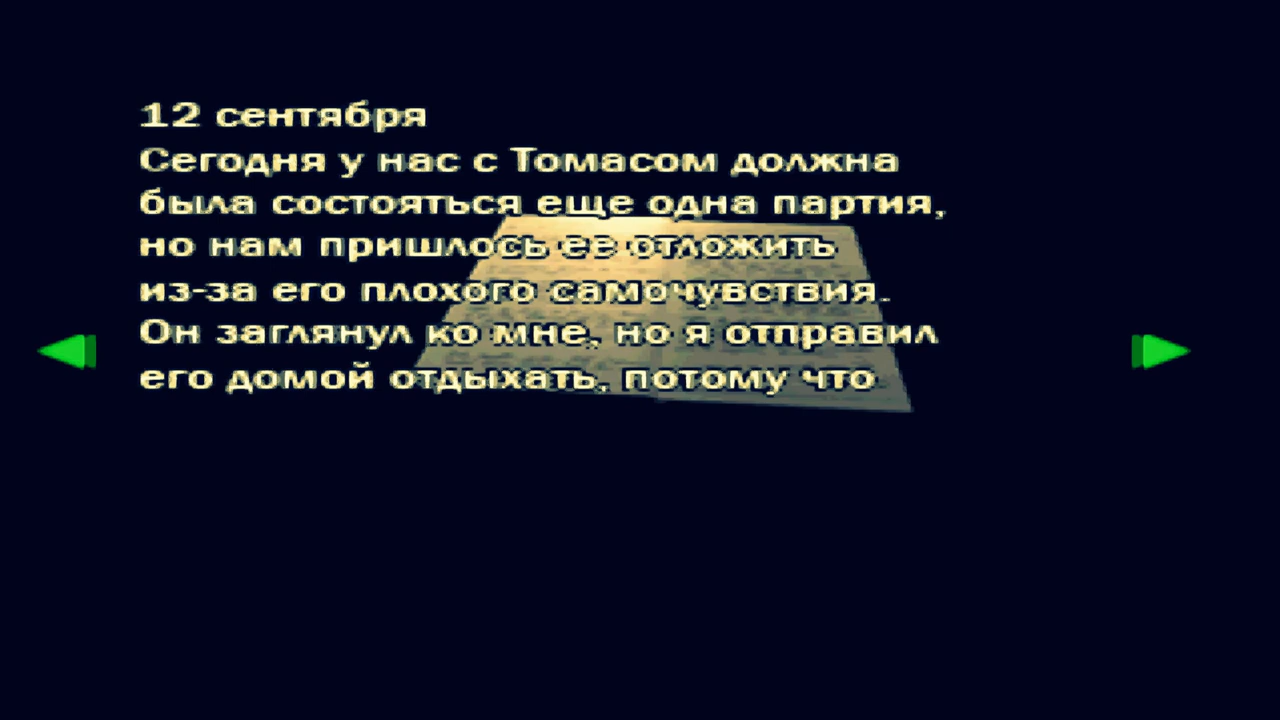 12 сентября
Сегодня у нас с Томасом должна
была состояться еще одна партия,
но нам пришлось ее отложить
из-за его плохого самочувствия.
Он заглянул ко мне, но я отправил
его домой отдыхать, потому что